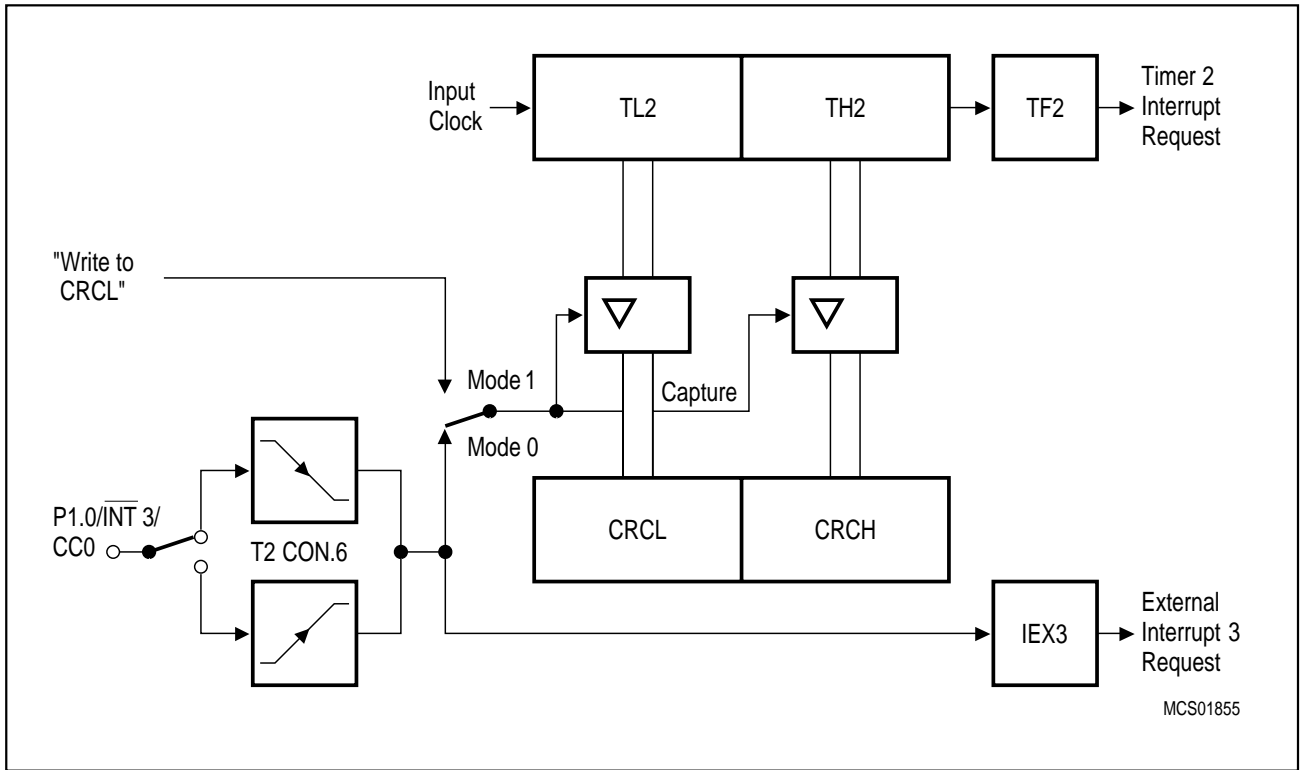 Input
Clock
TL2
TH2
TF2
Timer 2
Interrupt
Request
"Write to
CRCL"
Mode 1
Capture
Mode 0
P1.0/I̅N̅T̅ 3/
CC0
T2 CON.6
CRCL
CRCH
IEX3
External
Interrupt 3
Request
MCS01855